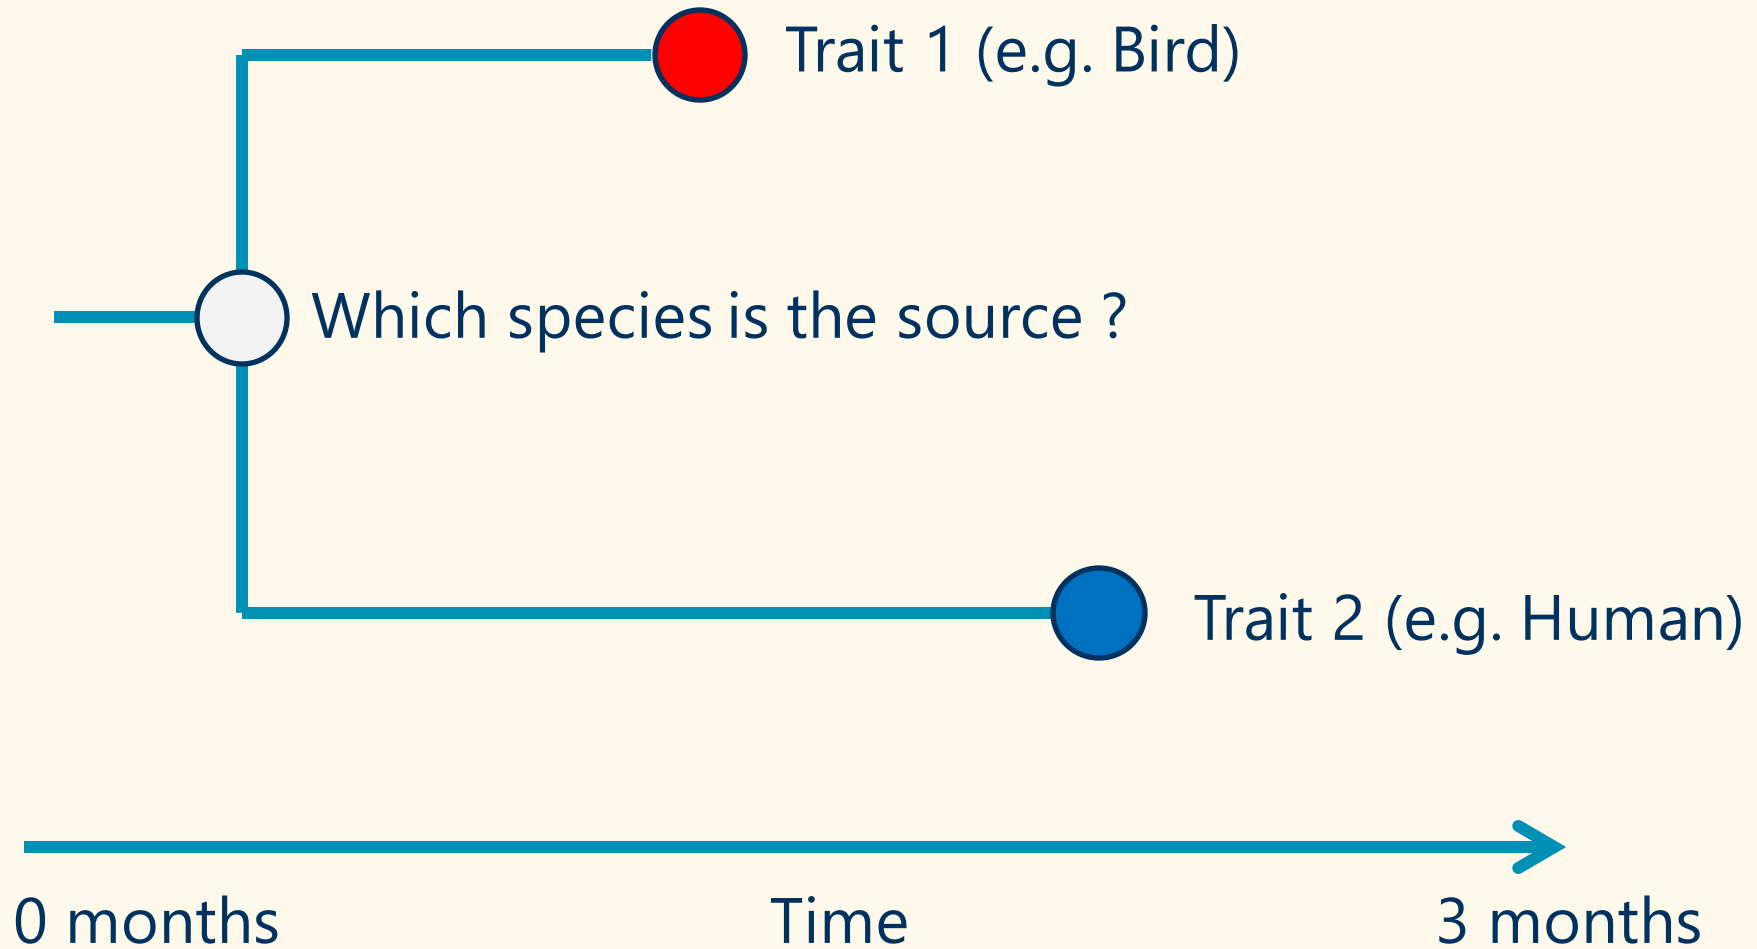 Trait 1 (e.g. Bird)
Which species is the source ?
Trait 2 (e.g. Human)
0 months
Time
3 months